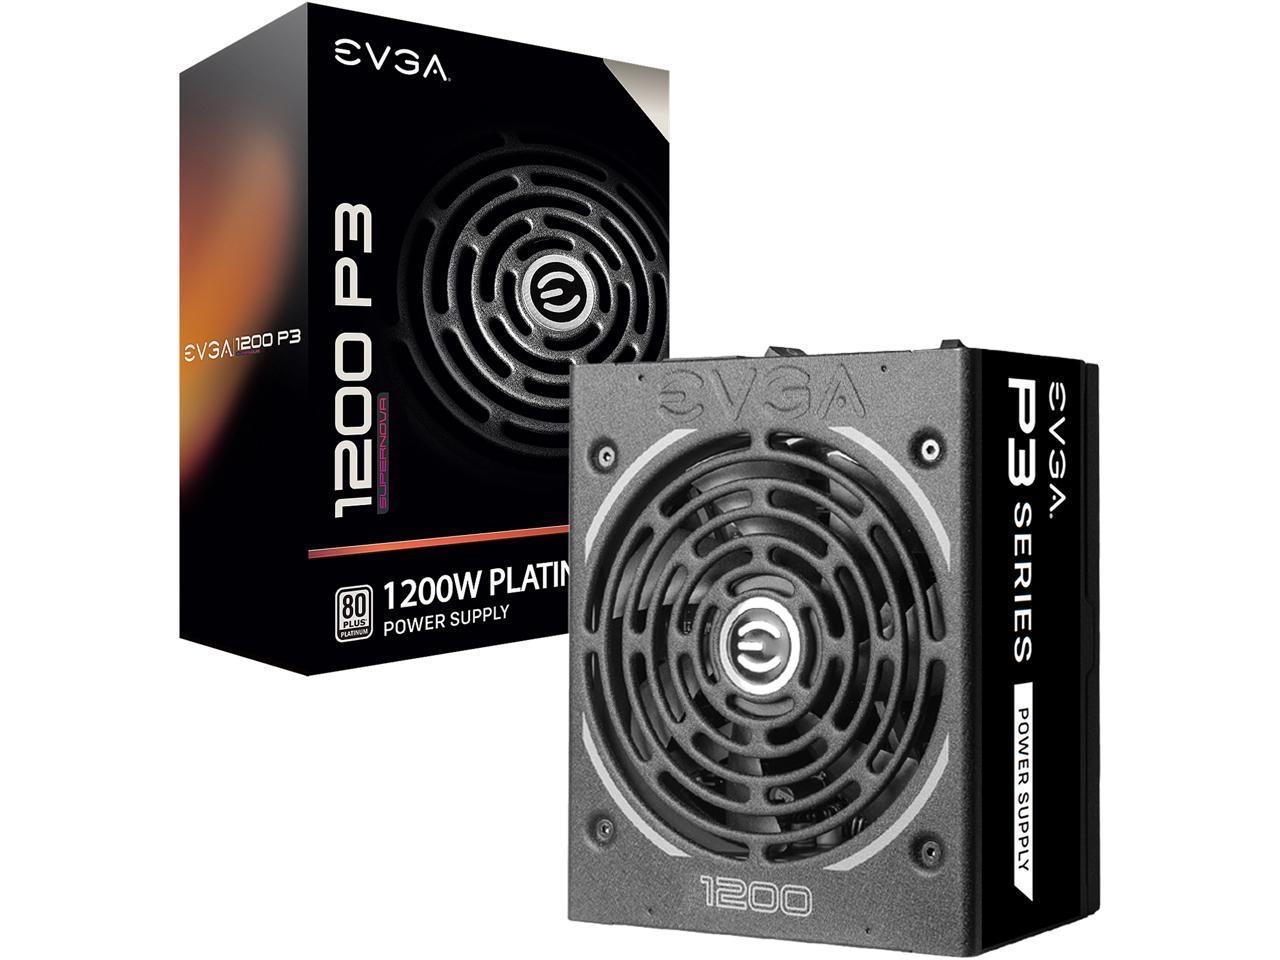 EVGA
1200 P3
SUPERNOVA
EVGA 1200 P3
80
PLUS
PLATINUM
1200W PLATIN
POWER SUPPLY
EVGA
1200
EVGA
P3 SERIES
POWER SUPPLY